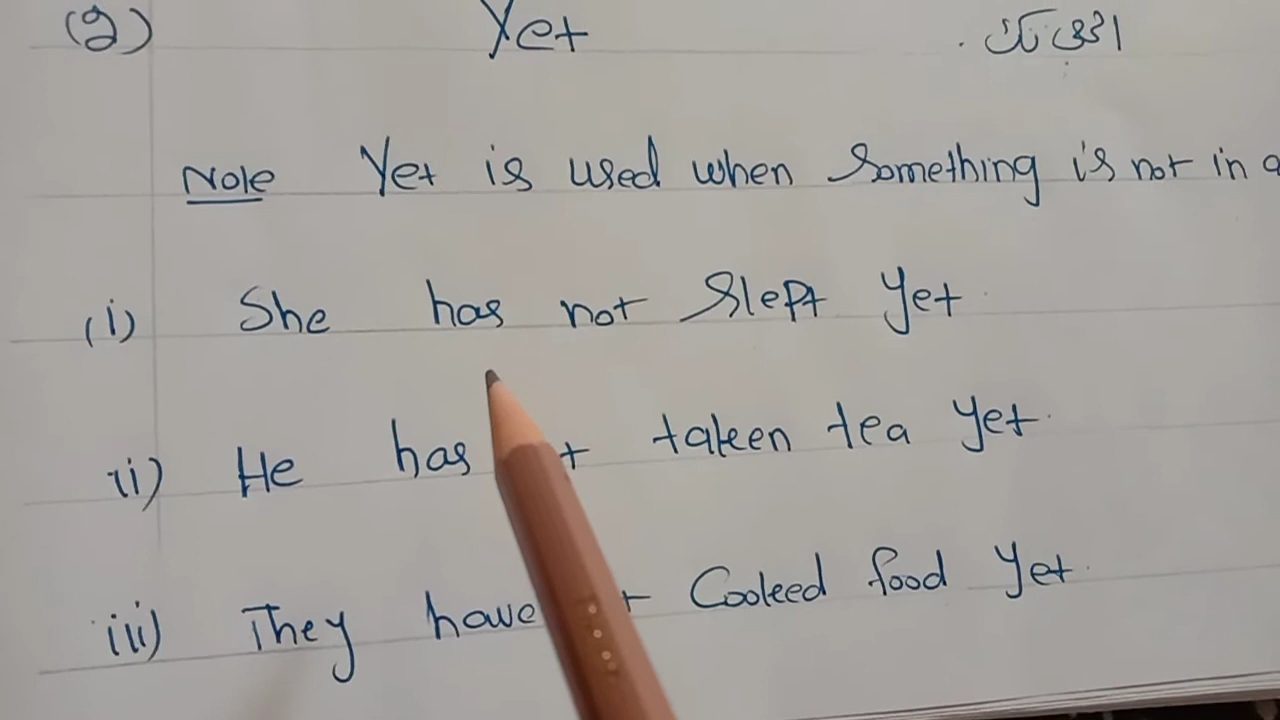 (2) Yet ابھی تک
Note Yet is used when Something is not in
(i) She has not Slept Yet
ii) He has taken tea Yet
iii) They have Cooked food Yet